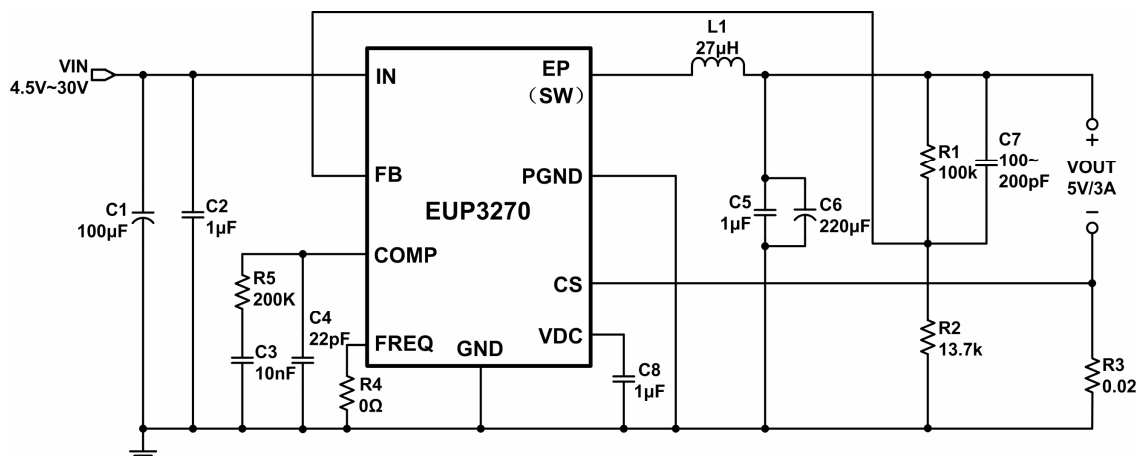 VIN
4.5V~30V
C1
100μF
C2
1μF
R5
200K
C3
10nF
C4
22pF
R4
0Ω
IN
FB
COMP
FREQ
GND
EUP3270
EP
（SW）
PGND
CS
VDC
L1
27μH
C5
1μF
C6
220μF
C8
1μF
R1
100k
C7
100~
200pF
R2
13.7k
+
VOUT
5V/3A
−
R3
0.02